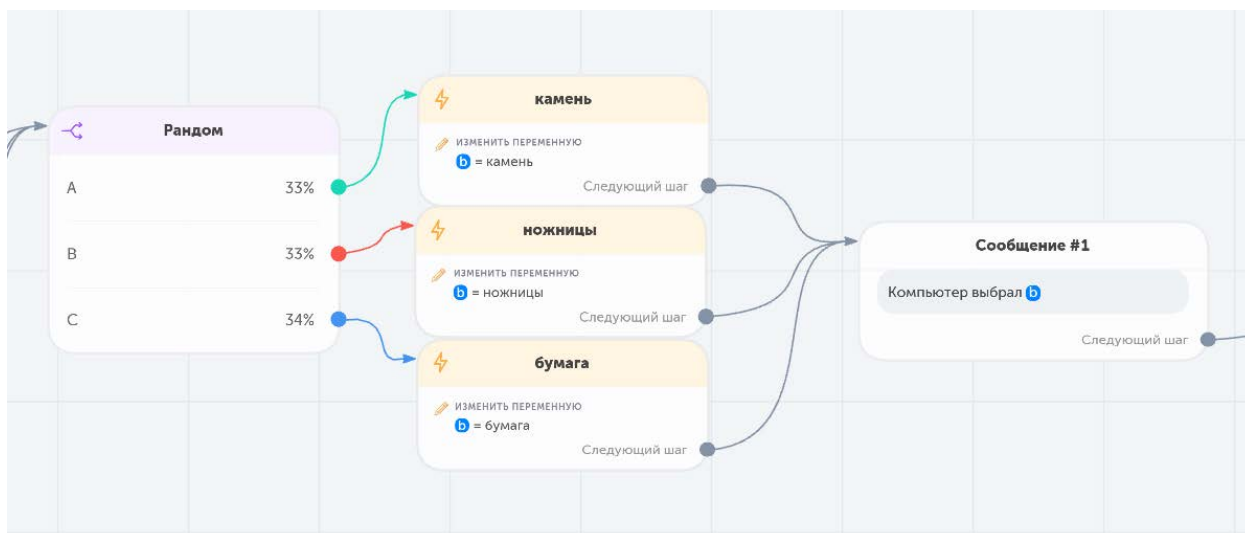 Рандом
A 33%
B 33%
C 34%
камень
ИЗМЕНИТЬ ПЕРЕМЕННУЮ
b = камень
Следующий шаг
ножницы
ИЗМЕНИТЬ ПЕРЕМЕННУЮ
b = ножницы
Следующий шаг
бумага
ИЗМЕНИТЬ ПЕРЕМЕННУЮ
b = бумага
Следующий шаг
Сообщение #1
Компьютер выбрал b
Следующий шаг